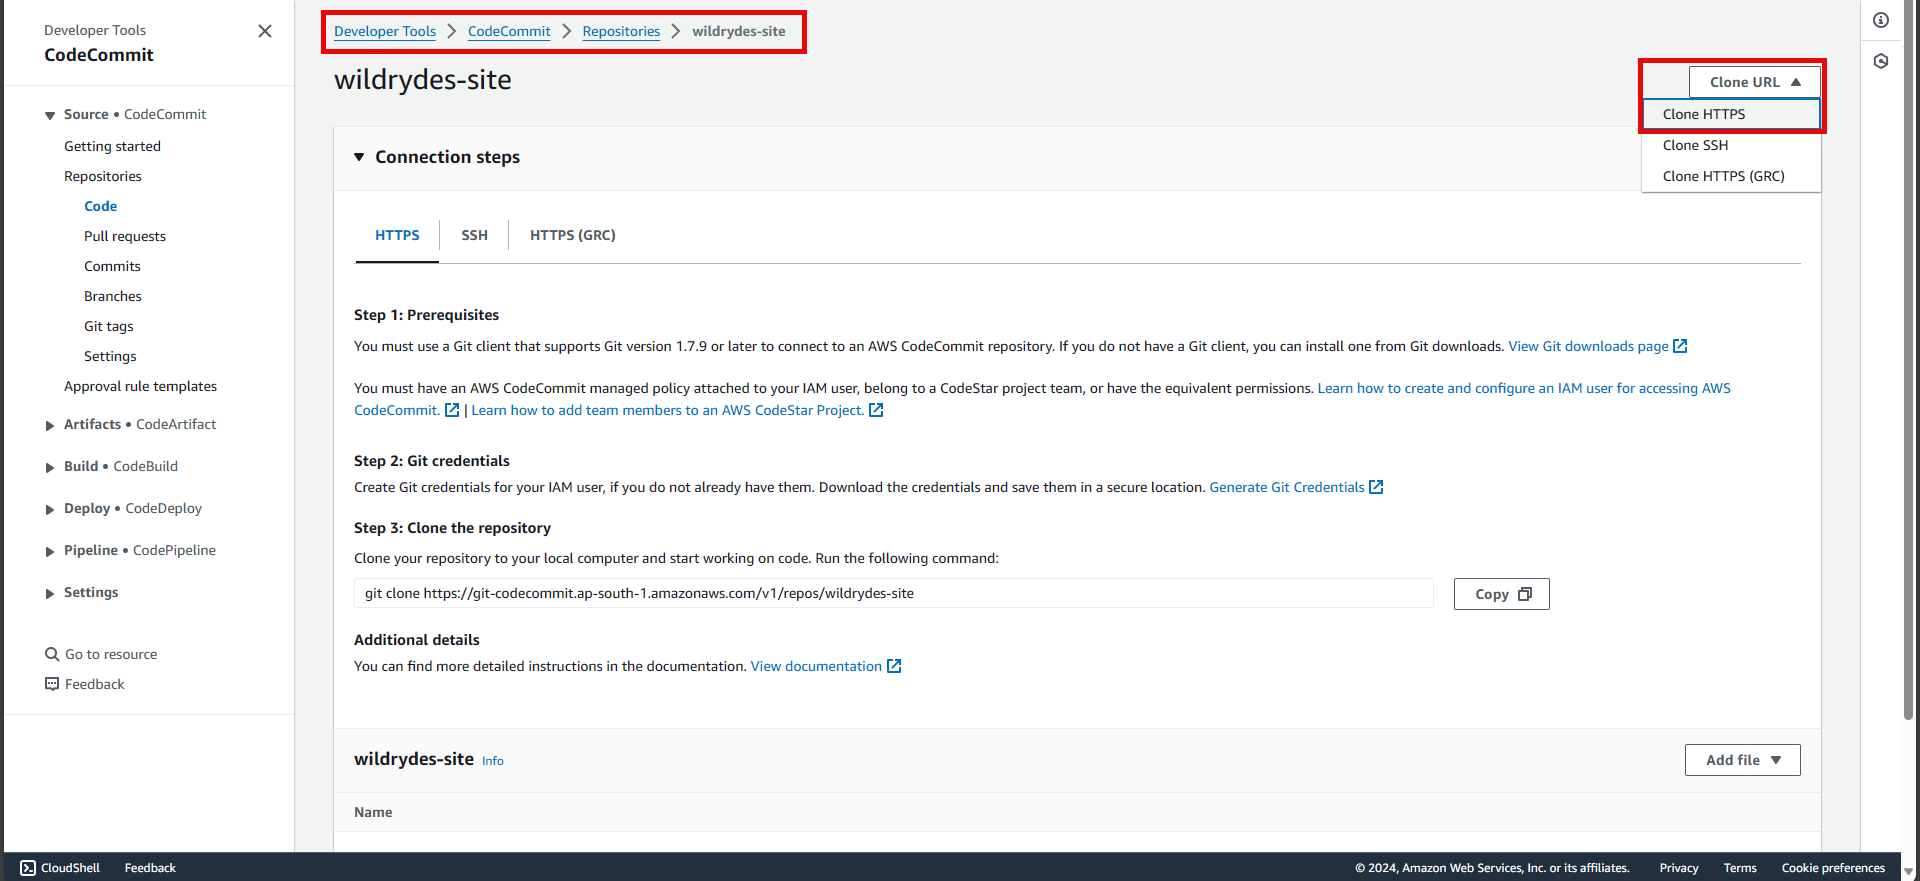 Developer Tools
CodeCommit
Source • CodeCommit
Getting started
Repositories
Code
Pull requests
Commits
Branches
Git tags
Settings
Approval rule templates
Artifacts • CodeArtifact
Build • CodeBuild
Deploy • CodeDeploy
Pipeline • CodePipeline
Settings
Go to resource
Feedback
Developer Tools > CodeCommit > Repositories > wildrydes-site
wildrydes-site
Clone URL
Clone HTTPS
Clone SSH
Clone HTTPS (GRC)
Connection steps
HTTPS SSH HTTPS (GRC)
Step 1: Prerequisites
You must use a Git client that supports Git version 1.7.9 or later to connect to an AWS CodeCommit repository. If you do not have a Git client, you can install one from Git downloads. View Git downloads page
You must have an AWS CodeCommit managed policy attached to your IAM user, belong to a CodeStar project team, or have the equivalent permissions. Learn how to create and configure an IAM user for accessing AWS
CodeCommit. | Learn how to add team members to an AWS CodeStar Project.
Step 2: Git credentials
Create Git credentials for your IAM user, if you do not already have them. Download the credentials and save them in a secure location. Generate Git Credentials
Step 3: Clone the repository
Clone your repository to your local computer and start working on code. Run the following command:
git clone https://git-codecommit.ap-south-1.amazonaws.com/v1/repos/wildrydes-site
Copy
Additional details
You can find more detailed instructions in the documentation. View documentation
wildrydes-site Info
Add file
Name
CloudShell Feedback
© 2024, Amazon Web Services, Inc. or its affiliates. Privacy Terms Cookie preferences